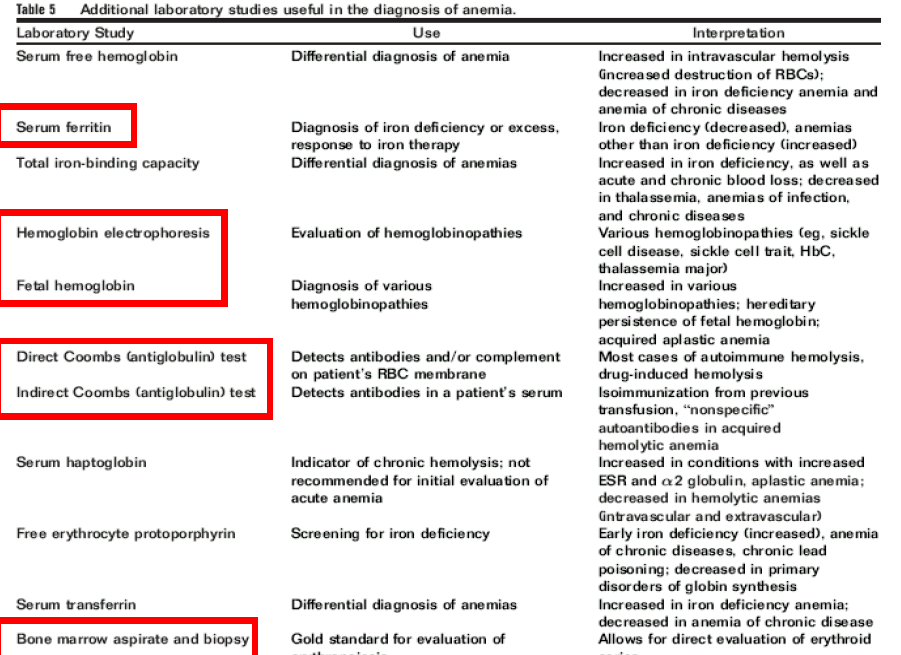 Table 5 Additional laboratory studies useful in the diagnosis of anemia.
Laboratory Study Use Interpretation
Serum free hemoglobin Differential diagnosis of anemia Increased in intravascular hemolysis
(increased destruction of RBCs);
decreased in iron deficiency anemia and
anemia of chronic diseases
Serum ferritin Diagnosis of iron deficiency or excess, Iron deficiency (decreased), anemias
response to iron therapy other than iron deficiency (increased)
Total iron-binding capacity Differential diagnosis of anemias Increased in iron deficiency, as well as
acute and chronic blood loss; decreased
in thalassemia, anemias of infection,
and chronic diseases
Hemoglobin electrophoresis Evaluation of hemoglobinopathies Various hemoglobinopathies (eg, sickle
cell disease, sickle cell trait, HbC,
thalassemia major)
Fetal hemoglobin Diagnosis of various Increased in various
hemoglobinopathies hemoglobinopathies; hereditary
persistence of fetal hemoglobin;
acquired aplastic anemia
Direct Coombs (antiglobulin) test Detects antibodies and/or complement Most cases of autoimmune hemolysis,
on patient's RBC membrane drug-induced hemolysis
Indirect Coombs (antiglobulin) test Detects antibodies in a patient's serum Isoimmunization from previous
transfusion, “nonspecific”
autoantibodies in acquired
hemolytic anemia
Serum haptoglobin Indicator of chronic hemolysis; not Increased in conditions with increased
recommended for initial evaluation of ESR and α2 globulin, aplastic anemia;
acute anemia decreased in hemolytic anemias
(intravascular and extravascular)
Free erythrocyte protoporphyrin Screening for iron deficiency Early iron deficiency (increased), anemia
of chronic diseases, chronic lead
poisoning; decreased in primary
disorders of globin synthesis
Serum transferrin Differential diagnosis of anemias Increased in iron deficiency anemia;
decreased in anemia of chronic disease
Bone marrow aspirate and biopsy Gold standard for evaluation of Allows for direct evaluation of erythroid